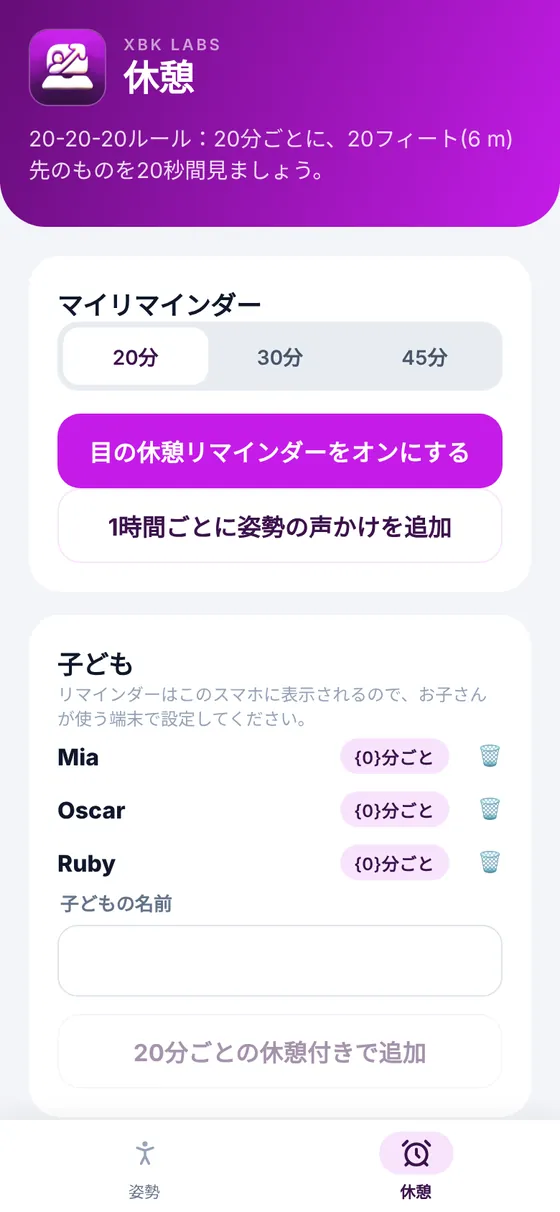 XBK LABS
休憩
20-20-20ルール：20分ごとに、20フィート(6 m)
先のものを20秒間見ましょう。
マイリマインダー
20分
30分
45分
目の休憩リマインダーをオンにする
1時間ごとに姿勢の声かけを追加
子ども
リマインダーはこのスマホに表示されるので、お子さん
が使う端末で設定してください。
Mia
{0}分ごと
Oscar
{0}分ごと
Ruby
{0}分ごと
子どもの名前
20分ごとの休憩付きで追加
姿勢
休憩